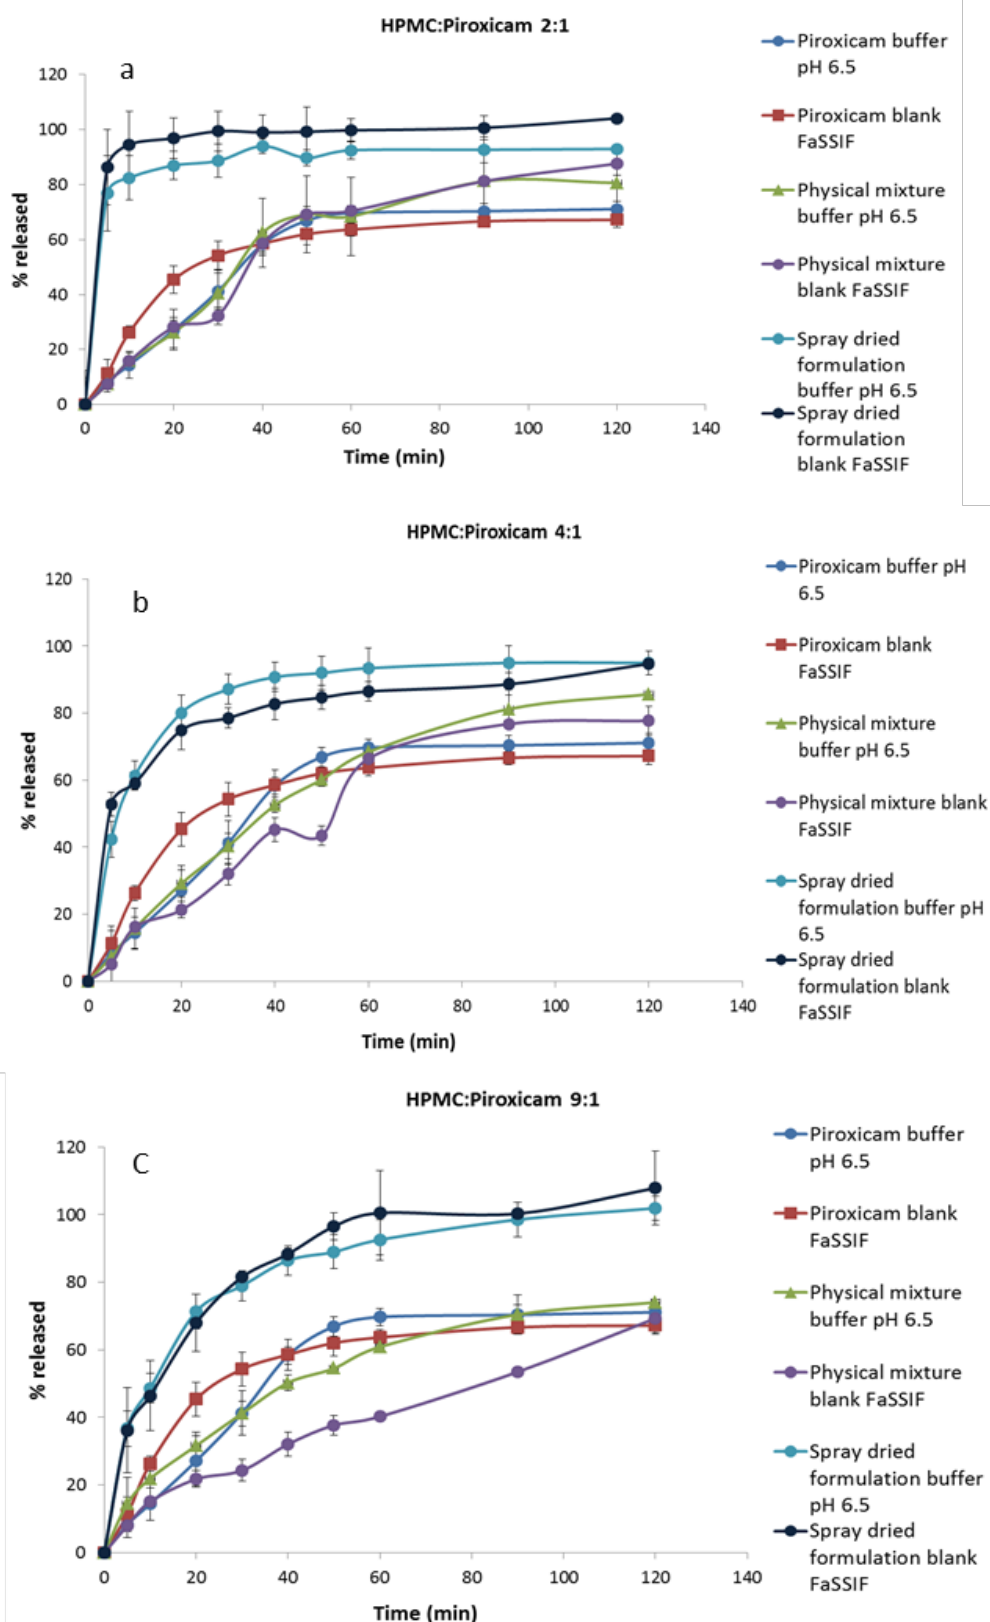 HPMC:Piroxicam 2:1
a
120
100
80
60
40
20
0
% released
0 20 40 60 80 100 120 140
Time (min)
Piroxicam buffer
pH 6.5
Piroxicam blank
FaSSIF
Physical mixture
buffer pH 6.5
Physical mixture
blank FaSSIF
Spray dried
formulation
buffer pH 6.5
Spray dried
formulation
blank FaSSIF
HPMC:Piroxicam 4:1
b
120
100
80
60
40
20
0
% released
0 20 40 60 80 100 120 140
Time (min)
Piroxicam buffer pH
6.5
Piroxicam blank
FaSSIF
Physical mixture
buffer pH 6.5
Physical mixture blank
FaSSIF
Spray dried
formulation buffer pH
6.5
Spray dried
formulation blank
FaSSIF
HPMC:Piroxicam 9:1
C
120
100
80
60
40
20
0
% released
0 20 40 60 80 100 120 140
Time (min)
Piroxicam buffer
pH 6.5
Piroxicam blank
FaSSIF
Physical mixture
buffer pH 6.5
Physical mixture
blank FaSSIF
Spray dried
formulation buffer
pH 6.5
Spray dried
formulation blank
FaSSIF